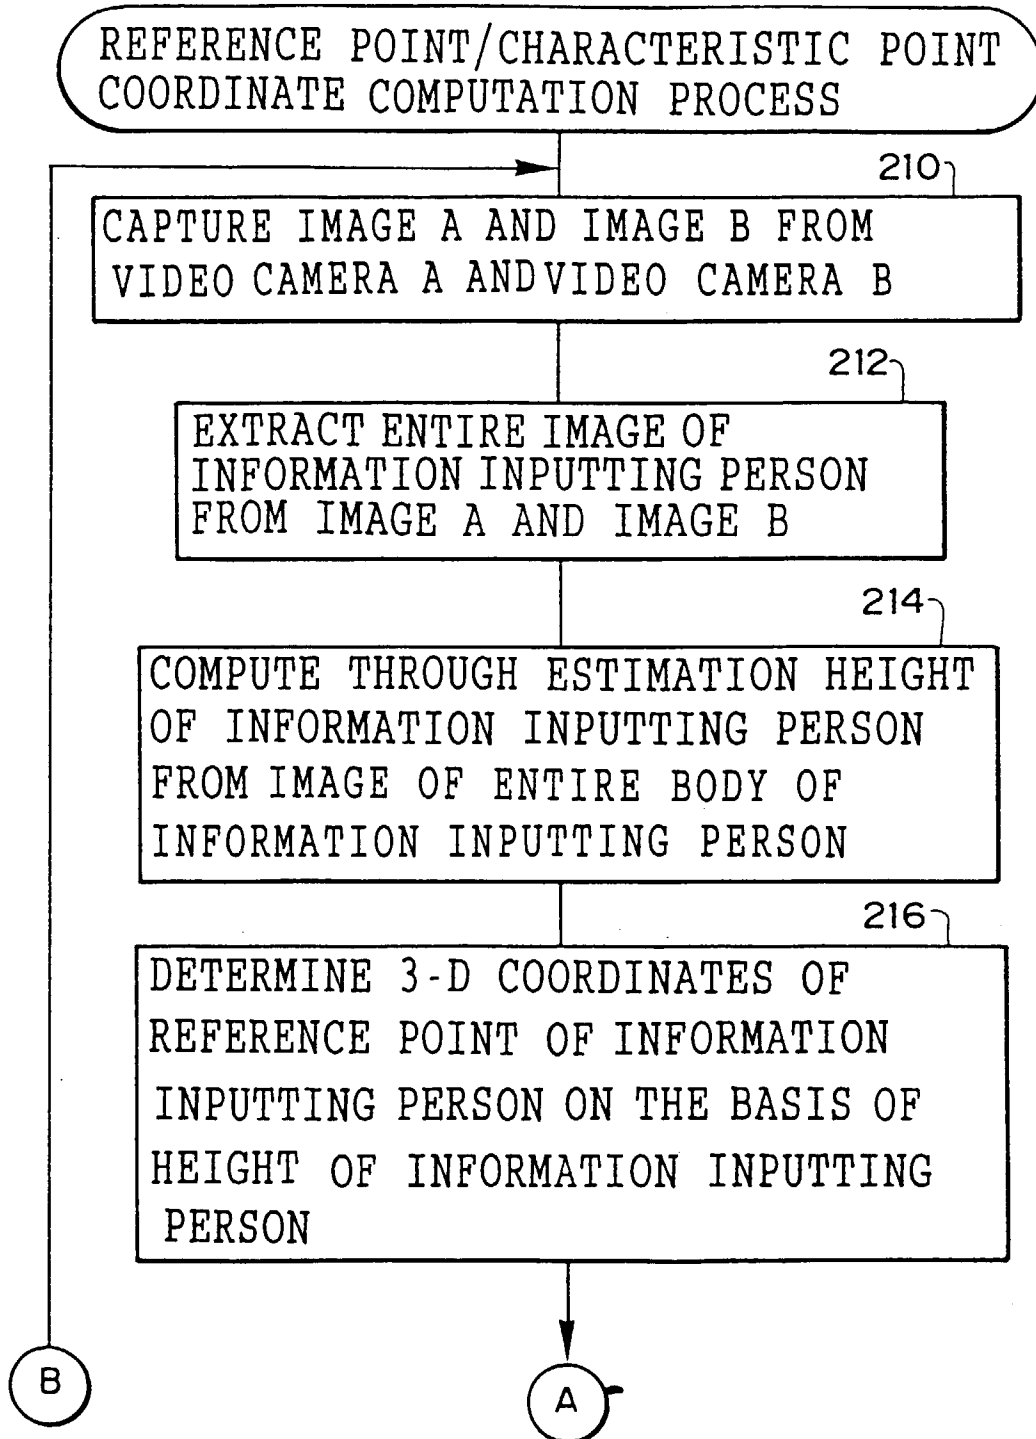 REFERENCE POINT/CHARACTERISTIC POINT
COORDINATE COMPUTATION PROCESS
210
CAPTURE IMAGE A AND IMAGE B FROM
VIDEO CAMERA A AND VIDEO CAMERA B
212
EXTRACT ENTIRE IMAGE OF
INFORMATION INPUTTING PERSON
FROM IMAGE A AND IMAGE B
214
COMPUTE THROUGH ESTIMATION HEIGHT
OF INFORMATION INPUTTING PERSON
FROM IMAGE OF ENTIRE BODY OF
INFORMATION INPUTTING PERSON
216
DETERMINE 3-D COORDINATES OF
REFERENCE POINT OF INFORMATION
INPUTTING PERSON ON THE BASIS OF
HEIGHT OF INFORMATION INPUTTING
PERSON
B
A